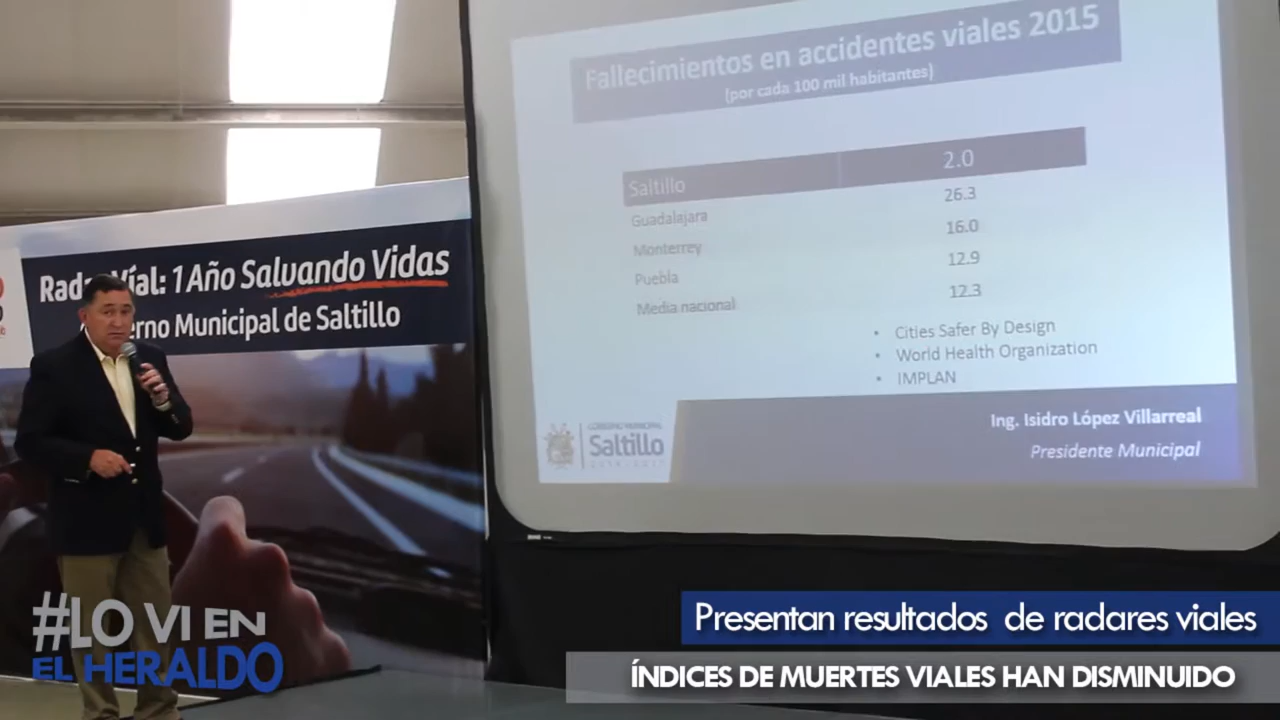 Fallecimientos en accidentes viales 2015
(por cada 100 mil habitantes)
Saltillo 2.0
Guadalajara 26.3
Monterrey 16.0
Puebla 12.9
Media nacional 12.3
• Cities Safer By Design
• World Health Organization
• IMPLAN
Ing. Isidro López Villarreal
Presidente Municipal
GOBIERNO MUNICIPAL
Saltillo
Vial: 1 Año Salvando Vidas
Municipal de Saltillo
#LO VI EN
EL HERALDO
Presentan resultados de radares viales
ÍNDICES DE MUERTES VIALES HAN DISMINUIDO